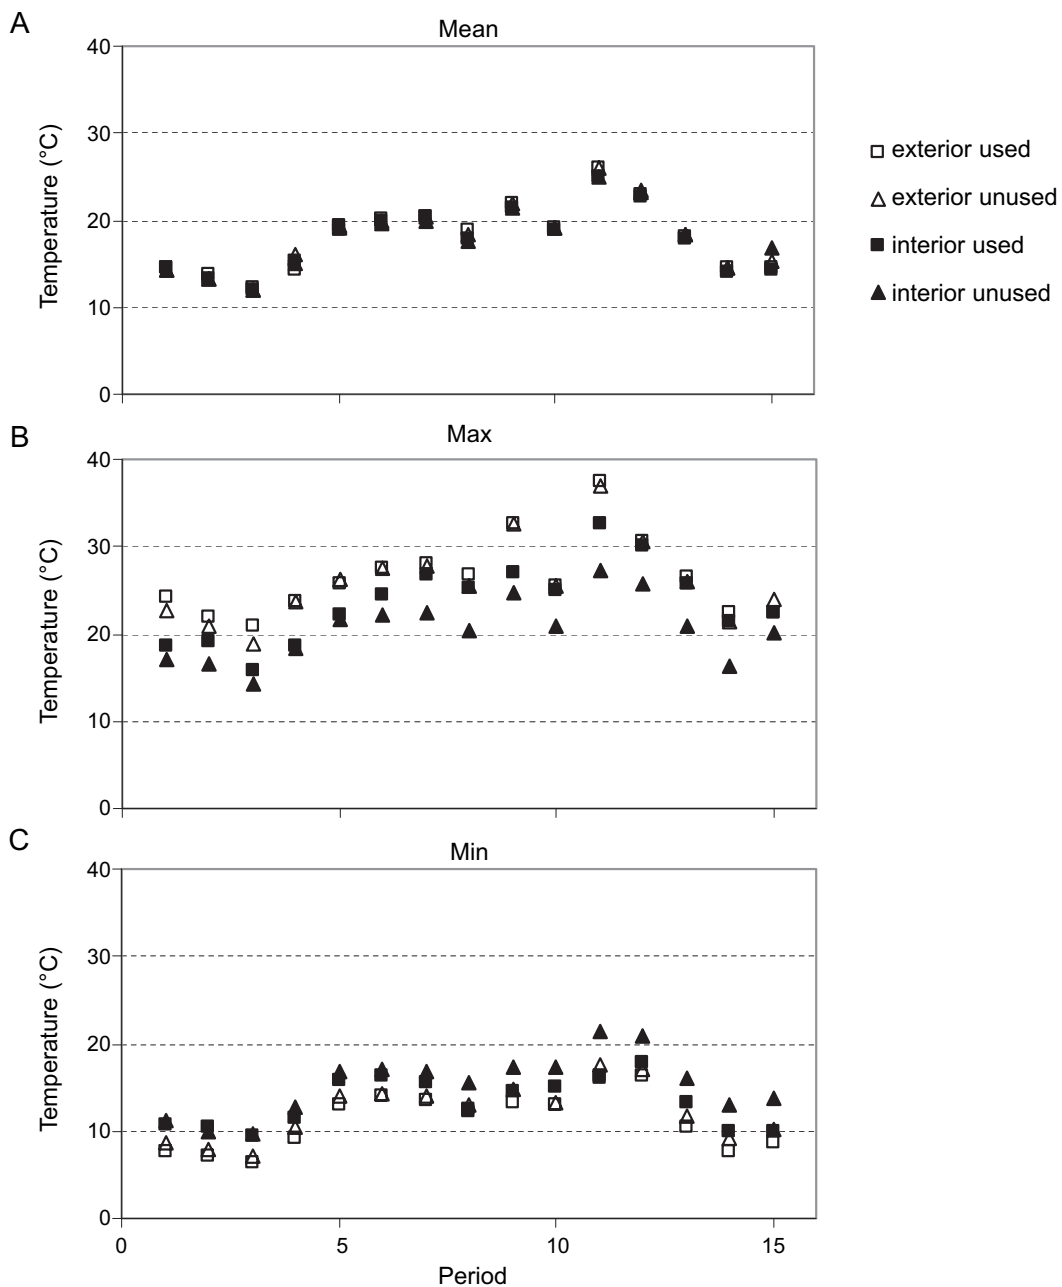 A
Mean
40
30
20
10
0
Temperature (°C)
exterior used
exterior unused
interior used
interior unused
B
Max
40
30
20
10
0
Temperature (°C)
C
Min
40
30
20
10
0
Temperature (°C)
0 5 10 15
Period